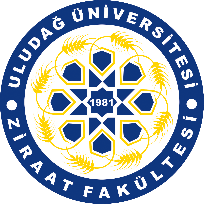 ULUDAĞ ÜNİVERSİTESİ
1981
ZİRAAT FAKÜLTESİ